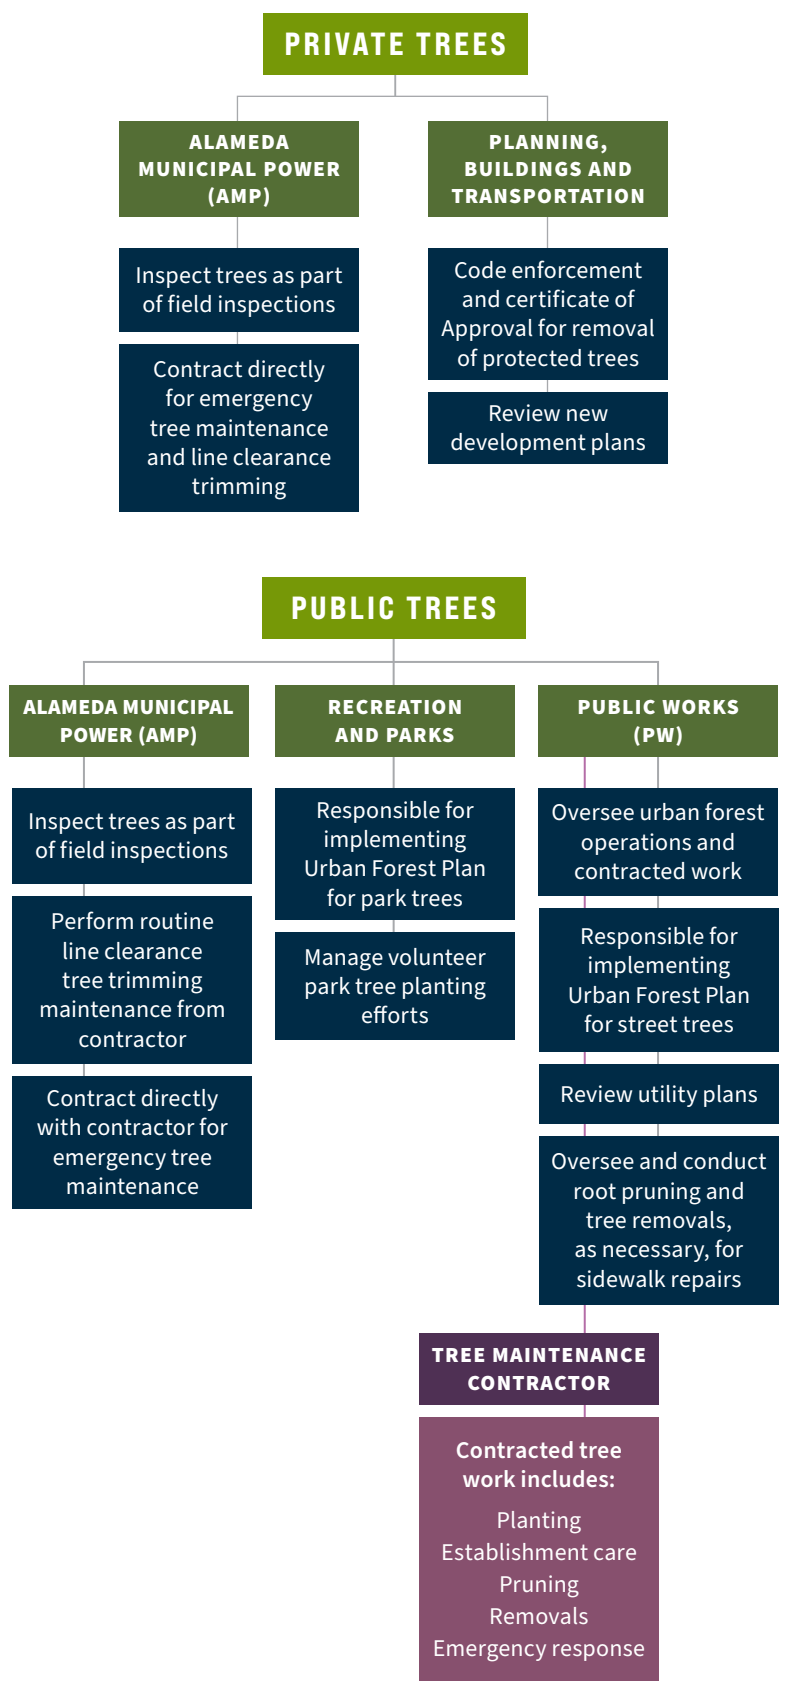 PRIVATE TREES
ALAMEDA
MUNICIPAL POWER
(AMP)
Inspect trees as part
of field inspections
Contract directly
for emergency
tree maintenance
and line clearance
trimming
PLANNING,
BUILDINGS AND
TRANSPORTATION
Code enforcement
and certificate of
Approval for removal
of protected trees
Review new
development plans
PUBLIC TREES
ALAMEDA MUNICIPAL
POWER (AMP)
Inspect trees as part
of field inspections
Perform routine
line clearance
tree trimming
maintenance from
contractor
Contract directly
with contractor for
emergency tree
maintenance
RECREATION
AND PARKS
Responsible for
implementing
Urban Forest Plan
for park trees
Manage volunteer
park tree planting
efforts
PUBLIC WORKS
(PW)
Oversee urban forest
operations and
contracted work
Responsible for
implementing
Urban Forest Plan
for street trees
Review utility plans
Oversee and conduct
root pruning and
tree removals,
as necessary, for
sidewalk repairs
TREE MAINTENANCE
CONTRACTOR
Contracted tree
work includes:
Planting
Establishment care
Pruning
Removals
Emergency response